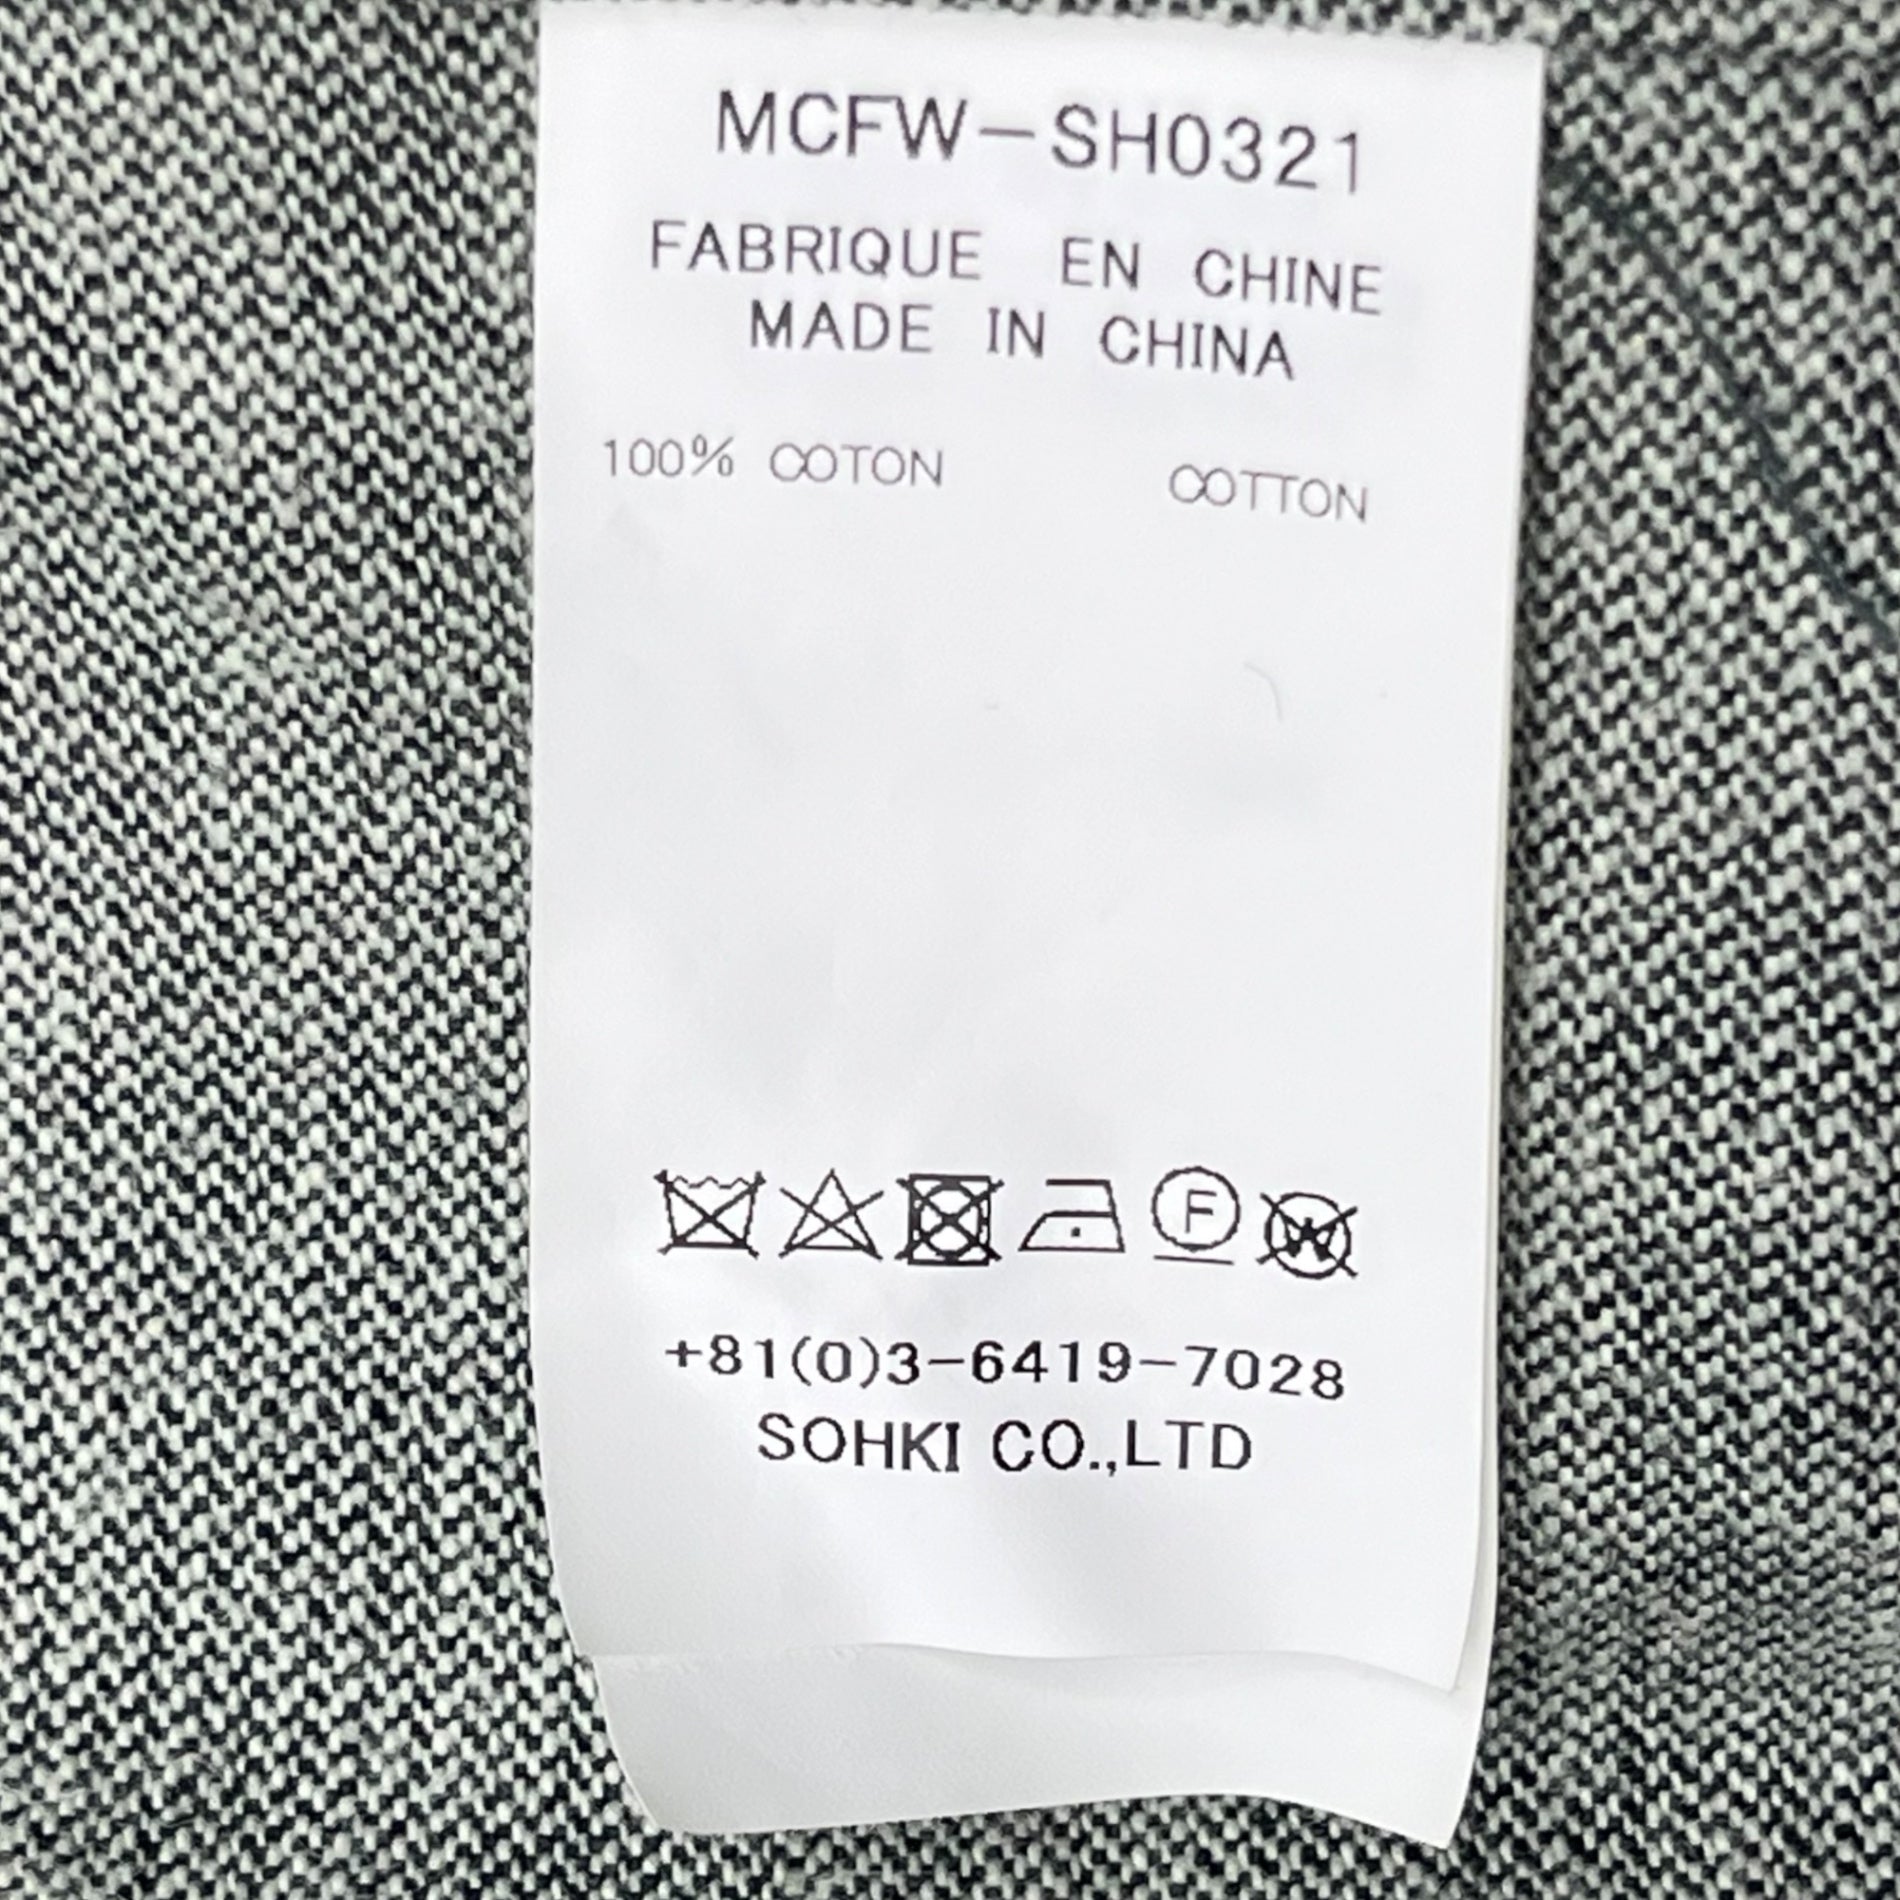 MCFW-SH0321
FABRIQUE EN CHINE
MADE IN CHINA
100% COTON COTTON
F W
+81(0)3-6419-7028
SOHKI CO.,LTD